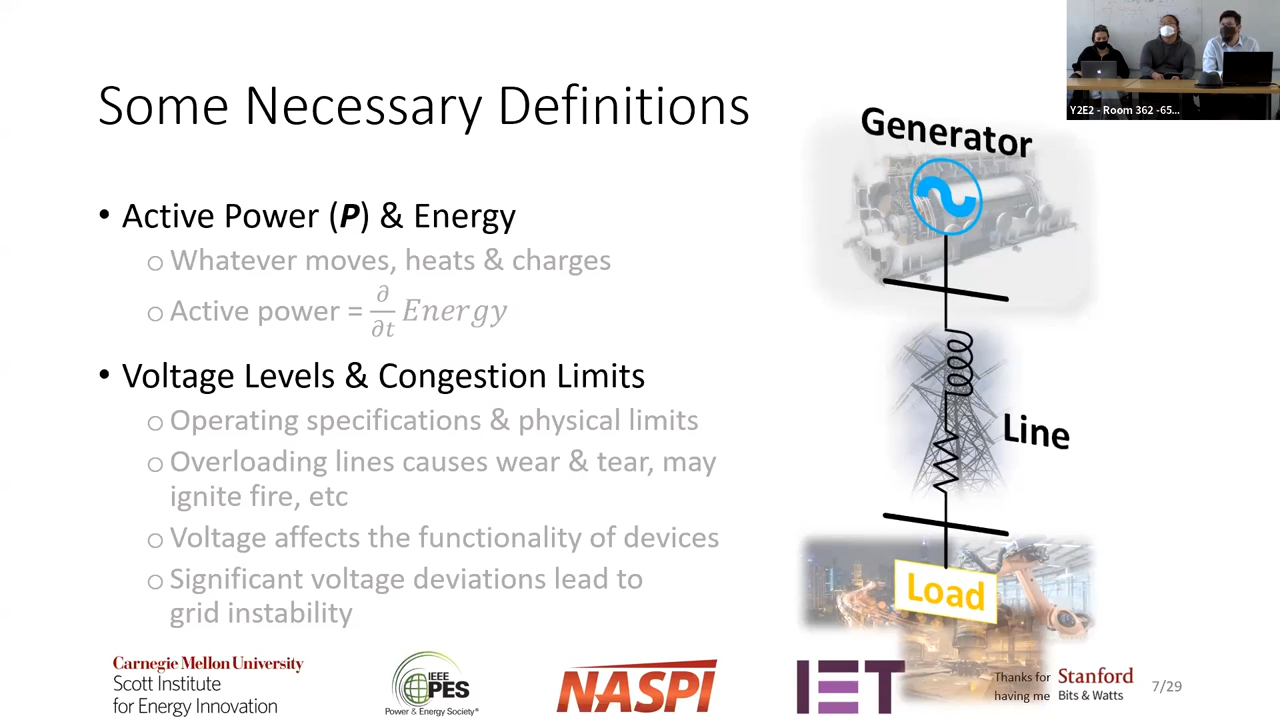 Y2E2 - Room 362 -65...
Some Necessary Definitions
Generator
• Active Power (P) & Energy
o Whatever moves, heats & charges
o Active power = ∂/∂t Energy
• Voltage Levels & Congestion Limits
o Operating specifications & physical limits
o Overloading lines causes wear & tear, may
ignite fire, etc
o Voltage affects the functionality of devices
o Significant voltage deviations lead to
grid instability
Line
Load
Carnegie Mellon University
Scott Institute
for Energy Innovation
IEEE
PES
Power & Energy Society®
NASPI
IET
Thanks for
having me
Stanford
Bits & Watts
7/29